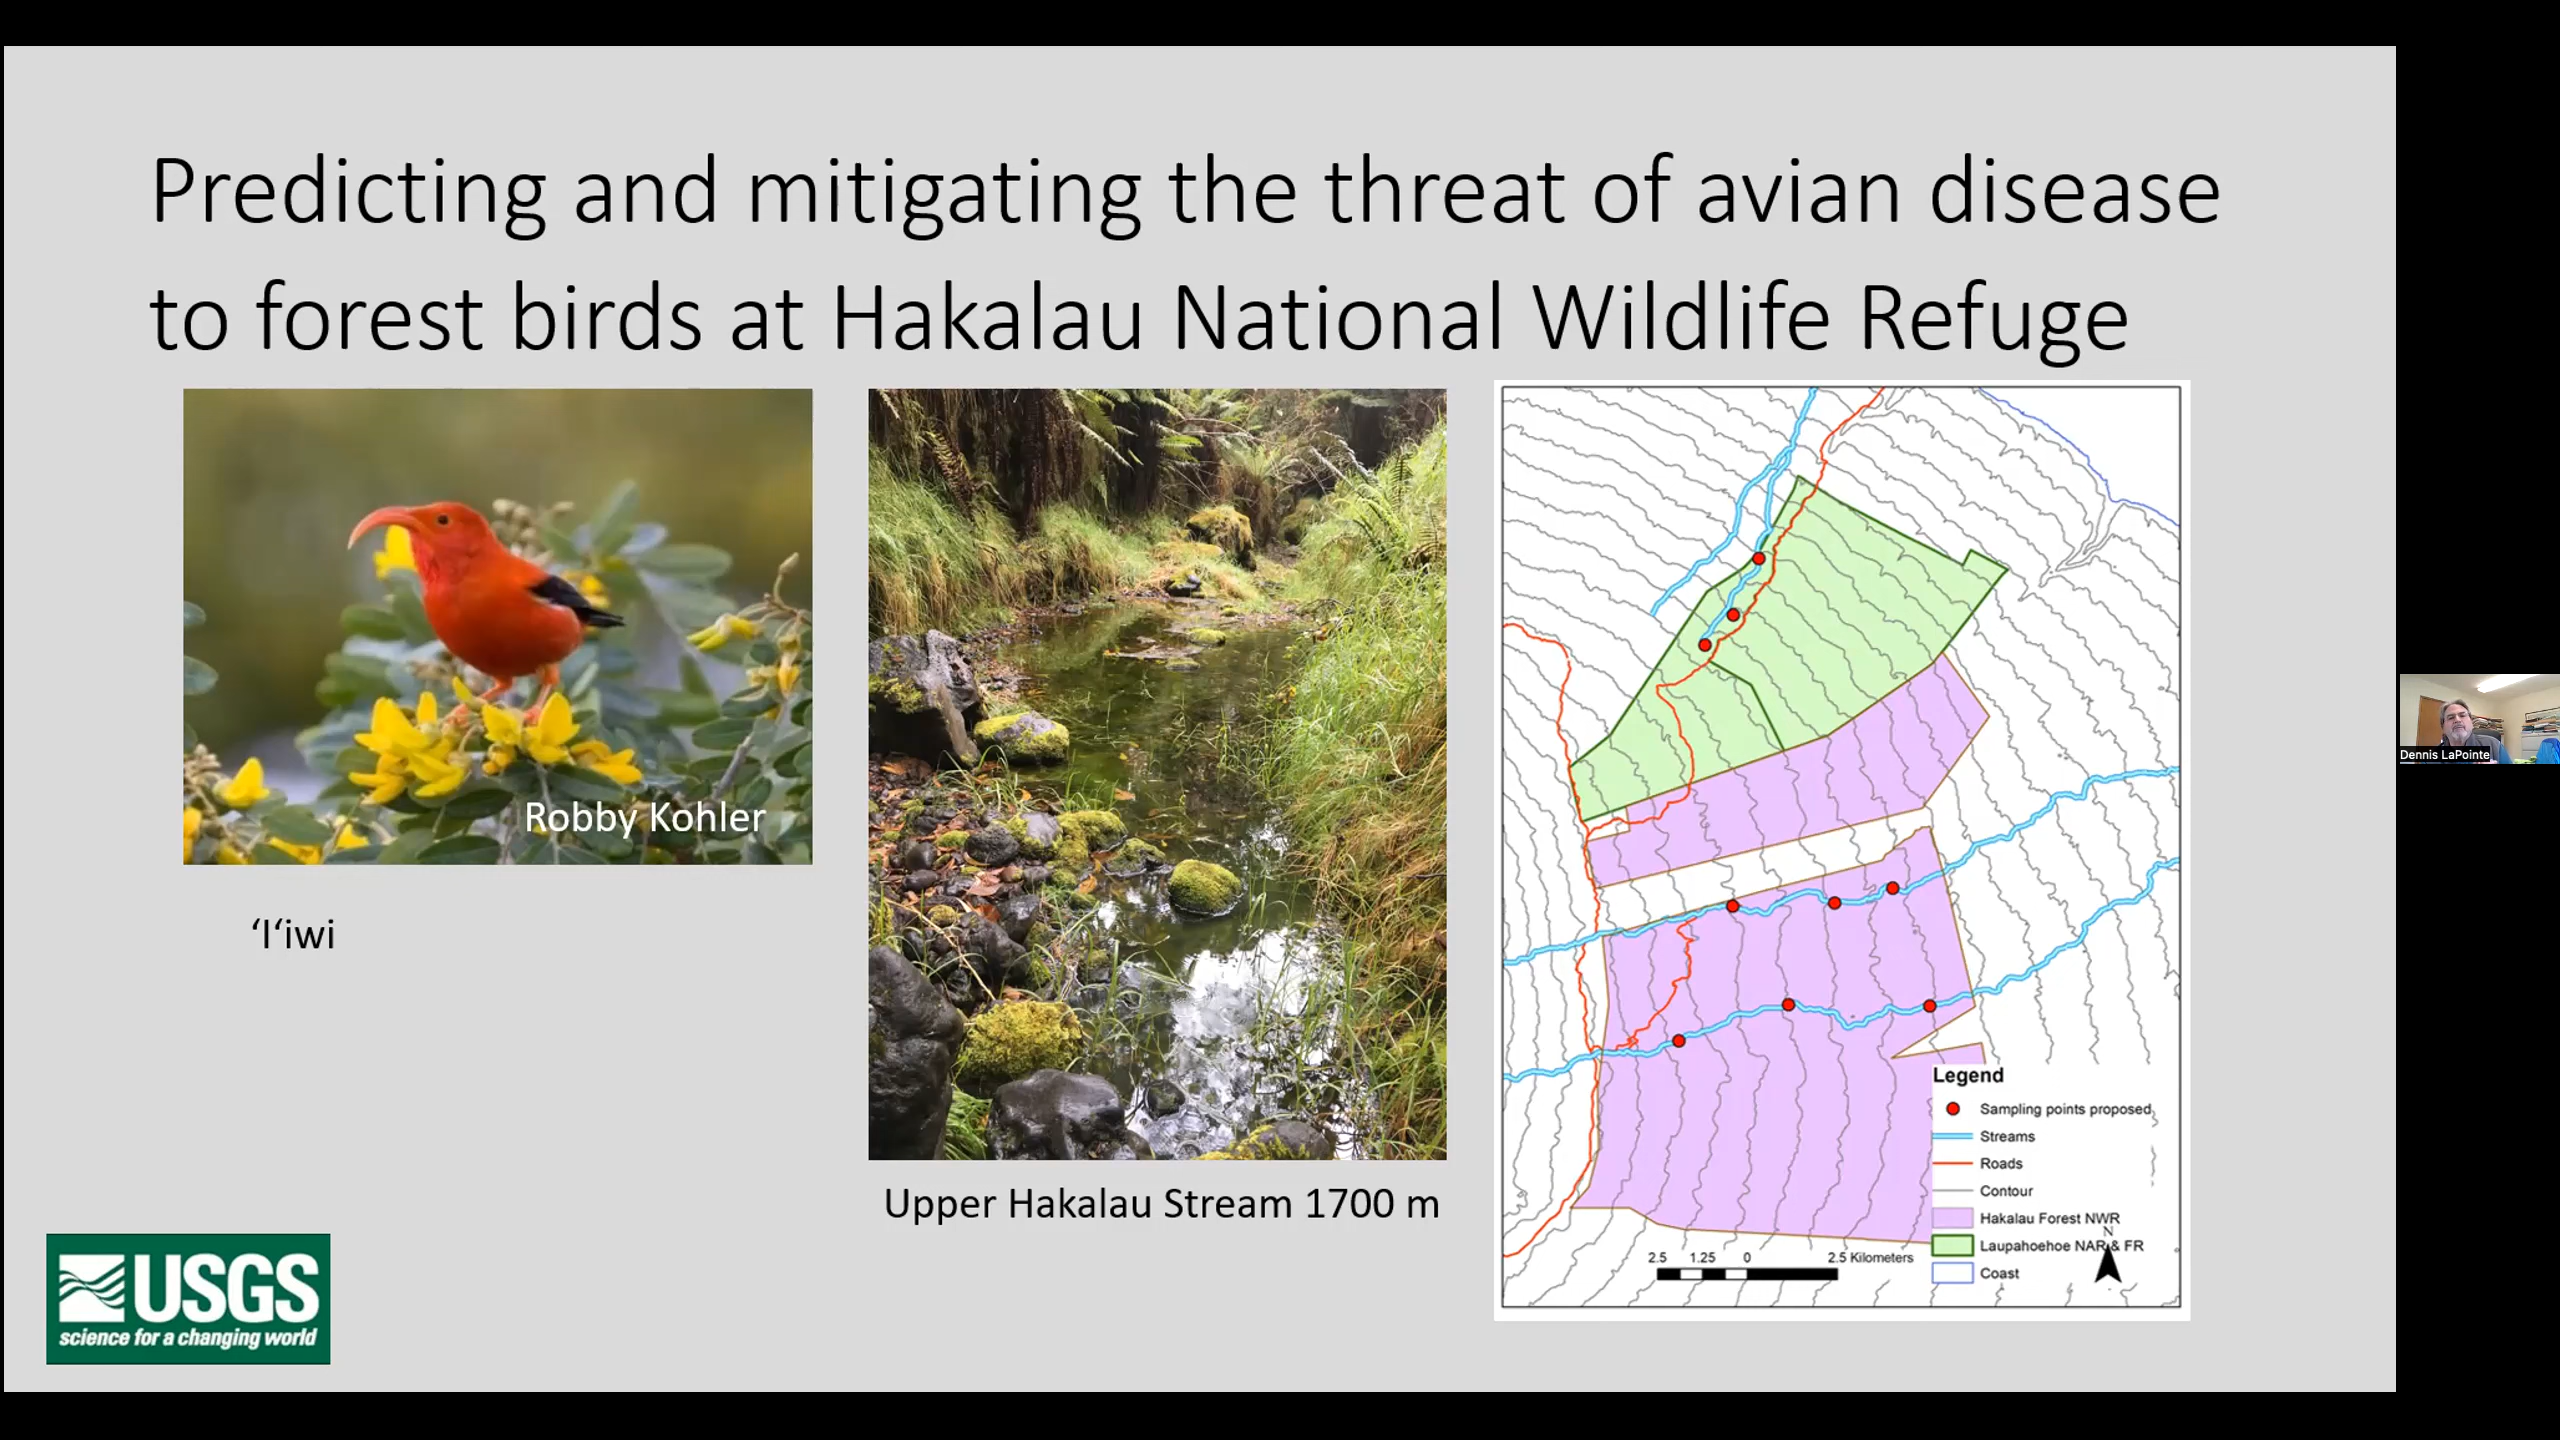 Predicting and mitigating the threat of avian disease
to forest birds at Hakalau National Wildlife Refuge
Robby Kohler
ʻIʻiwi
Upper Hakalau Stream 1700 m
Legend
Sampling points proposed
Streams
Roads
Contour
Hakalau Forest NWR
N
Laupahoehoe NAR & FR
Coast
2.5 1.25 0 2.5 Kilometers
USGS
science for a changing world
Dennis LaPointe